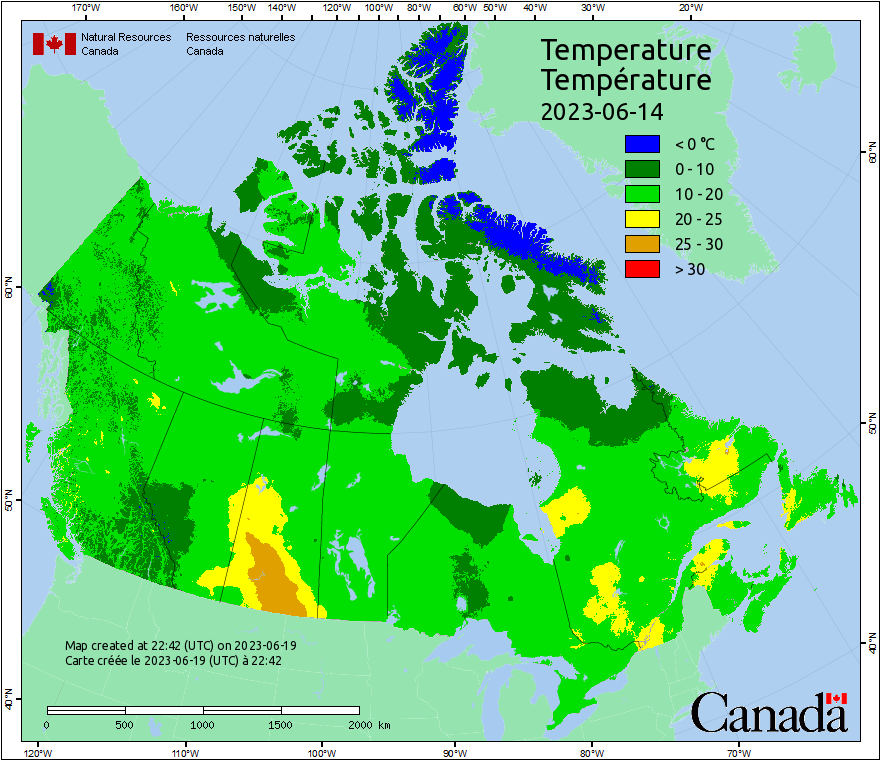 170°W 160°W 150°W 140°W 130°W 120°W 110°W 100°W 80°W 60°W 50°W 40°W 30°W 20°W
Natural Resources Ressources naturelles
Canada Canada
Temperature
Température
2023-06-14
< 0 °C
0 - 10
10 - 20
20 - 25
25 - 30
> 30
60°N
60°N
50°N
50°N
40°N
40°N
Map created at 22:42 (UTC) on 2023-06-19
Carte créée le 2023-06-19 (UTC) à 22:42
0 500 1000 1500 2000 km
Canada
120°W 110°W 100°W 90°W 80°W 70°W